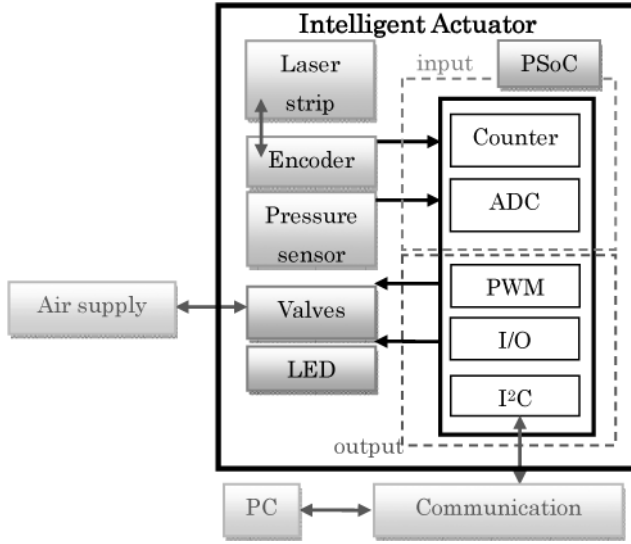 Intelligent Actuator
Laser
strip
input
PSoC
Encoder
Counter
Pressure
sensor
ADC
Air supply
Valves
PWM
LED
I/O
I²C
output
PC
Communication